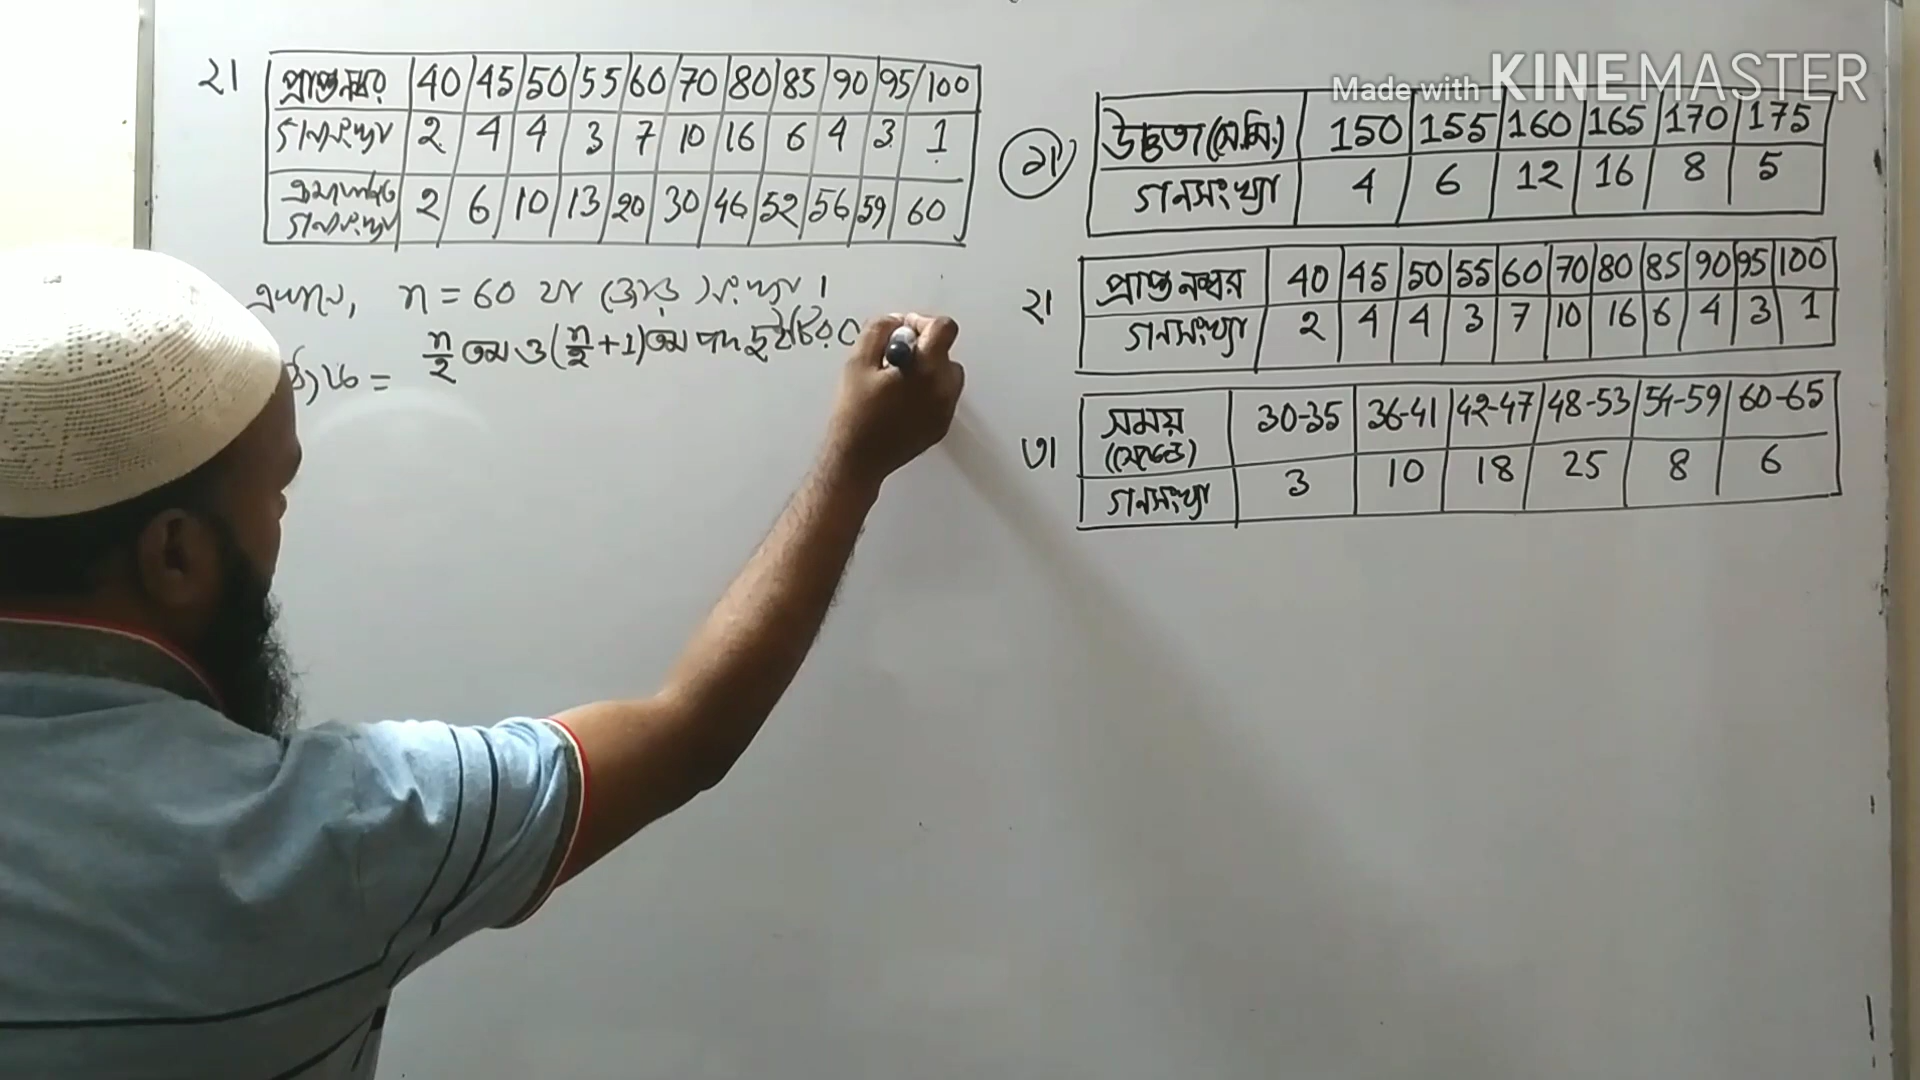 Made with KINEMASTER
২। প্রাপ্তনম্বর 40 45 50 55 60 70 80 85 90 95 100
গনসংখ্যা 2 4 4 3 7 10 16 6 4 3 1
ক্রমযোজিত গনসংখ্যা 2 6 10 13 20 30 46 52 56 59 60
এখানে, n = 60 যা জোড় সংখ্যা।
n/2 তম ও (n/2 + 1) তম পদ দুইটির
=
১। উচ্চতা (সে.মি.) 150 155 160 165 170 175
গনসংখ্যা 4 6 12 16 8 5
২। প্রাপ্ত নম্বর 40 45 50 55 60 70 80 85 90 95 100
গনসংখ্যা 2 4 4 3 7 10 16 6 4 3 1
৩। সময় (সেকেন্ড) 30-35 36-41 42-47 48-53 54-59 60-65
গনসংখ্যা 3 10 18 25 8 6